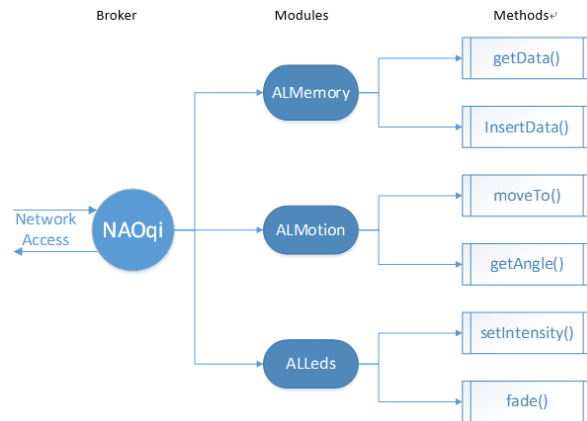 Broker
Modules
Methods↵
getData()
ALMemory
InsertData()
moveTo()
Network
Access
NAOqi
ALMotion
getAngle()
setIntensity()
ALLeds
fade()